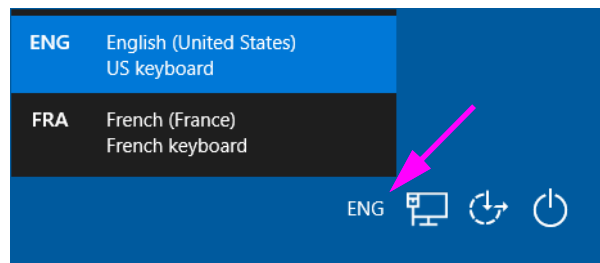 ENG English (United States)
US keyboard
FRA French (France)
French keyboard
ENG